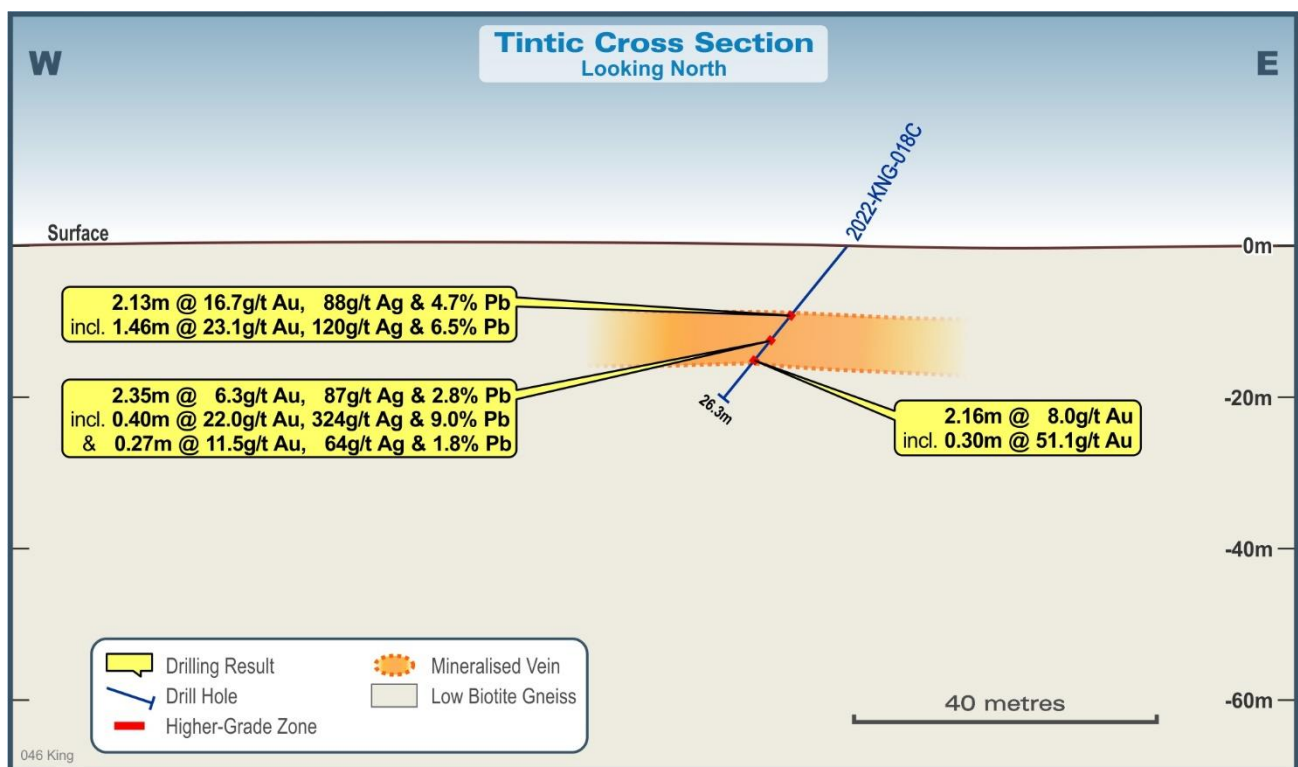 W
Tintic Cross Section
Looking North
E
2022-KNG-018C
Surface
0m
2.13m @ 16.7g/t Au, 88g/t Ag & 4.7% Pb
incl. 1.46m @ 23.1g/t Au, 120g/t Ag & 6.5% Pb
2.35m @ 6.3g/t Au, 87g/t Ag & 2.8% Pb
incl. 0.40m @ 22.0g/t Au, 324g/t Ag & 9.0% Pb
& 0.27m @ 11.5g/t Au, 64g/t Ag & 1.8% Pb
26.3m
-20m
2.16m @ 8.0g/t Au
incl. 0.30m @ 51.1g/t Au
-40m
Drilling Result
Drill Hole
Higher-Grade Zone
Mineralised Vein
Low Biotite Gneiss
40 metres
-60m
046 King